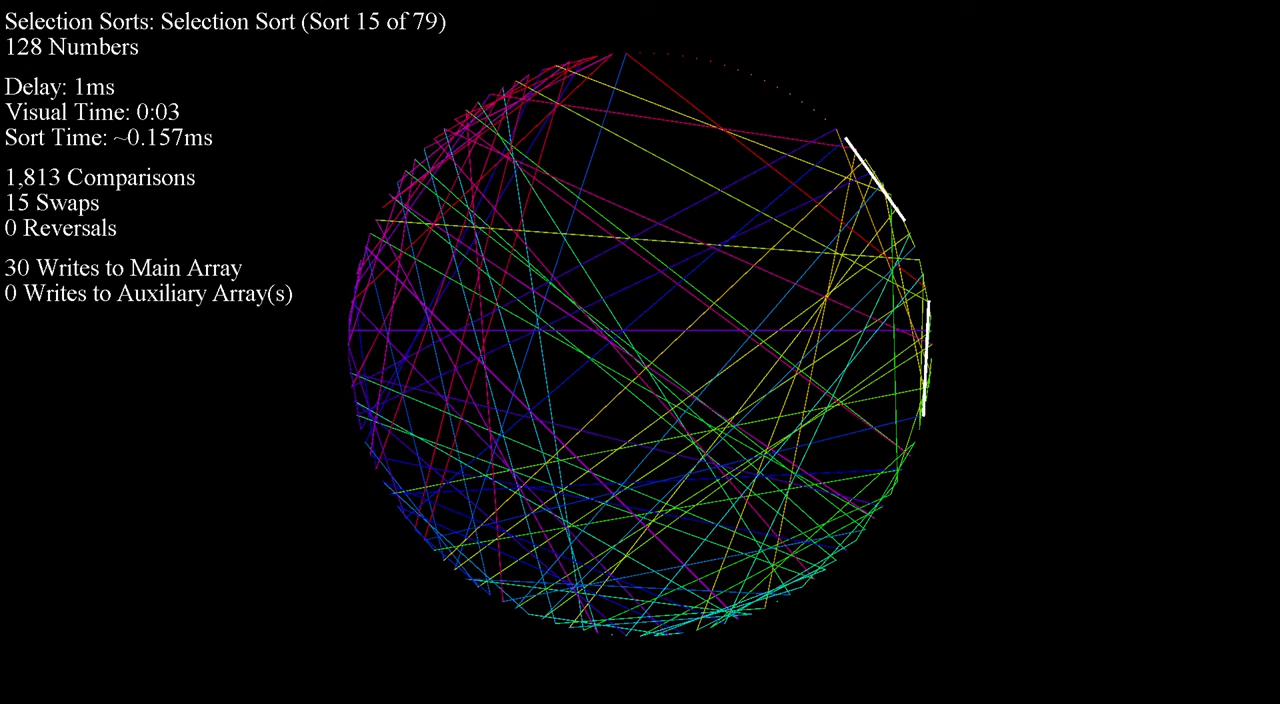 Selection Sorts: Selection Sort (Sort 15 of 79)
128 Numbers
Delay: 1ms
Visual Time: 0:03
Sort Time: ~0.157ms
1,813 Comparisons
15 Swaps
0 Reversals
30 Writes to Main Array
0 Writes to Auxiliary Array(s)